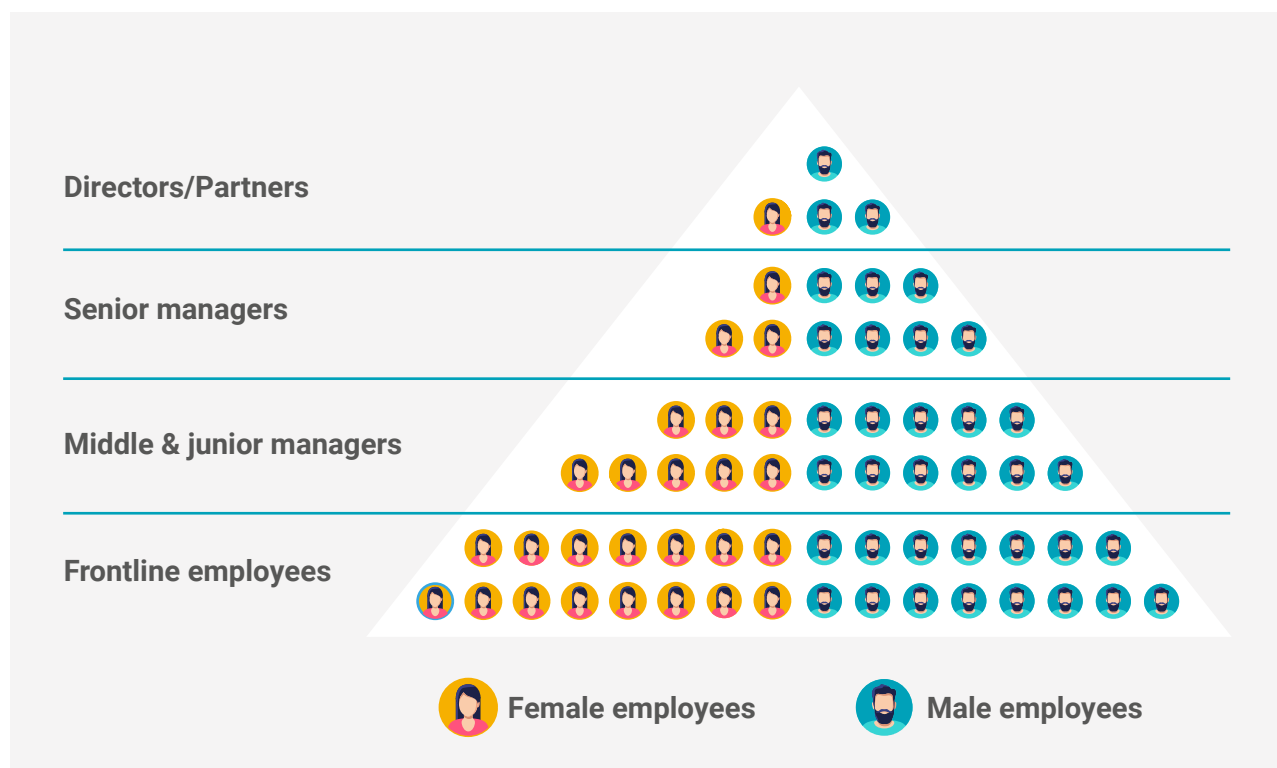 Directors/Partners
Senior managers
Middle & junior managers
Frontline employees
Female employees
Male employees